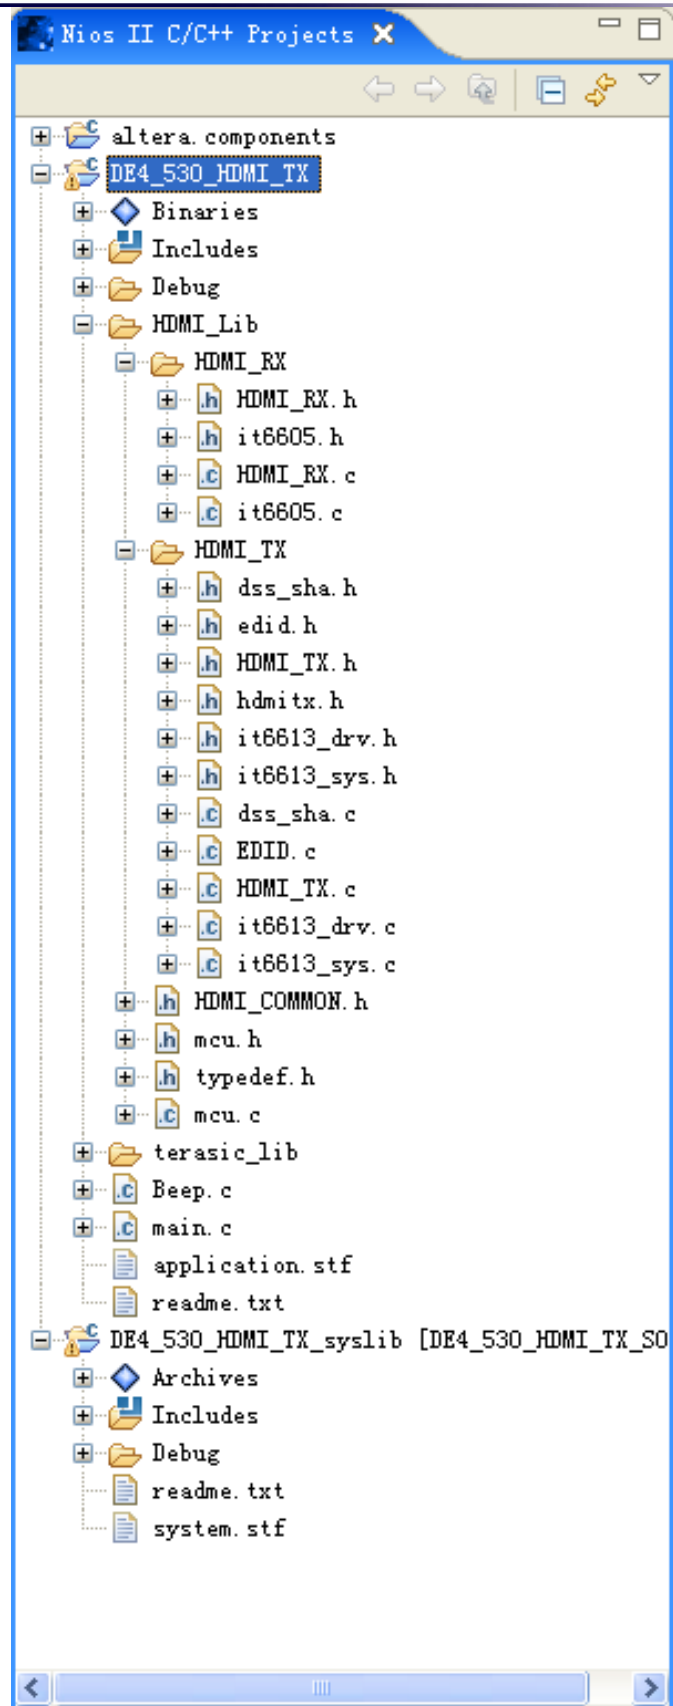 Nios II C/C++ Projects
altera.components
DE4_530_HDMI_TX
Binaries
Includes
Debug
HDMI_Lib
HDMI_RX
HDMI_RX.h
it6605.h
HDMI_RX.c
it6605.c
HDMI_TX
dss_sha.h
edid.h
HDMI_TX.h
hdmitx.h
it6613_drv.h
it6613_sys.h
dss_sha.c
EDID.c
HDMI_TX.c
it6613_drv.c
it6613_sys.c
HDMI_COMMON.h
mcu.h
typedef.h
mcu.c
terasic_lib
Beep.c
main.c
application.stf
readme.txt
DE4_530_HDMI_TX_syslib [DE4_530_HDMI_TX_SO
Archives
Includes
Debug
readme.txt
system.stf